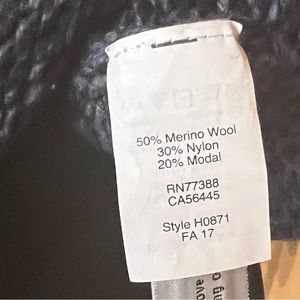 50% Merino Wool
30% Nylon
20% Modal
RN77388
CA56445
Style H0871
FA 17